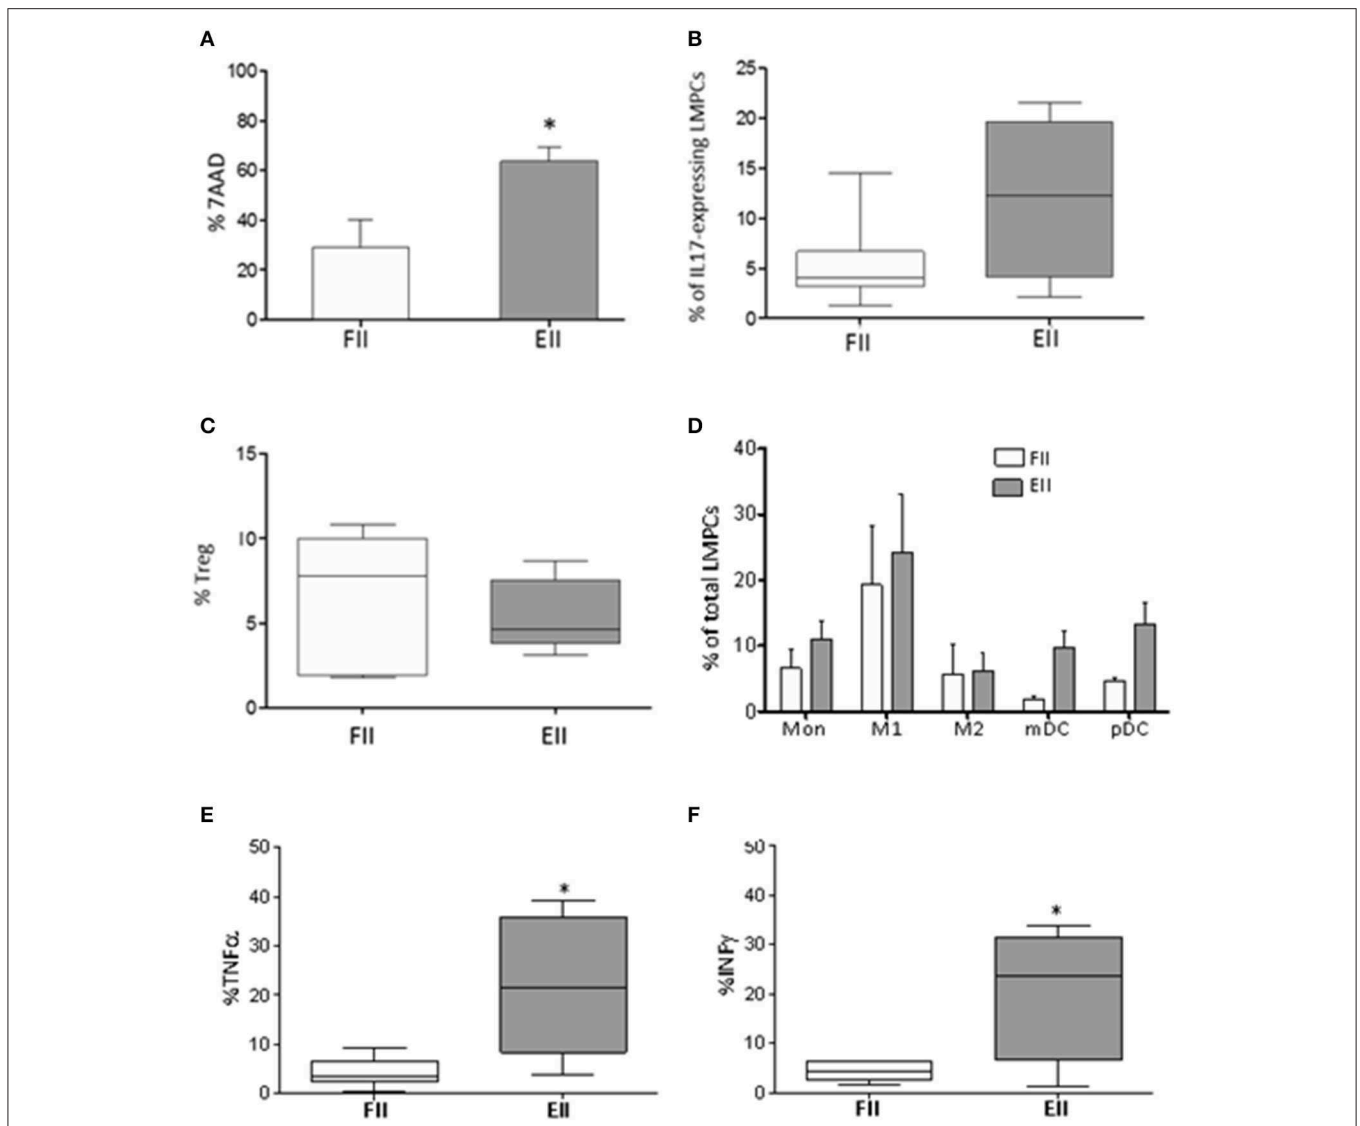 A
100
80
60
40
20
0
% 7AAD
*
FII
EII
B
25
20
15
10
5
0
% of IL17-expressing LMPCs
FII
EII
C
15
10
5
0
% Treg
FII
EII
D
40
30
20
10
0
% of total LMPCs
FII
EII
Mon
M1
M2
mDC
pDC
E
50
40
30
20
10
0
%TNFα
*
FII
EII
F
50
40
30
20
10
0
%INFγ
*
FII
EII